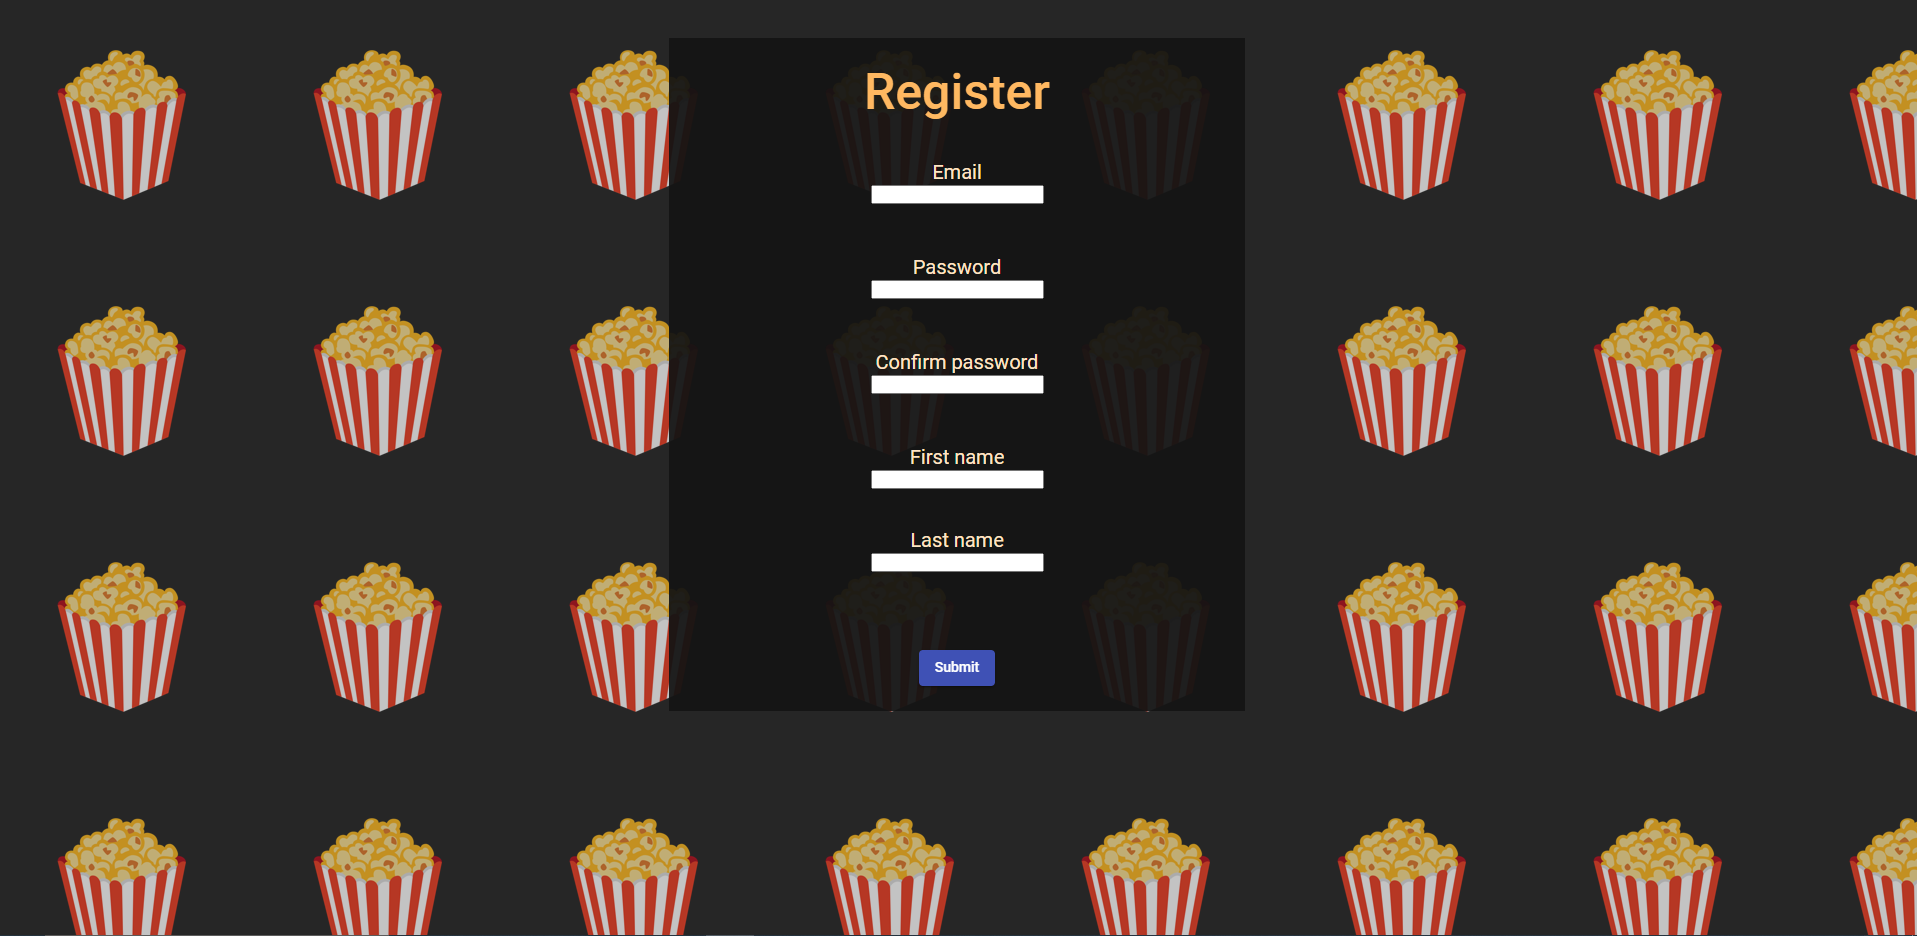 Register
Email
Password
Confirm password
First name
Last name
Submit